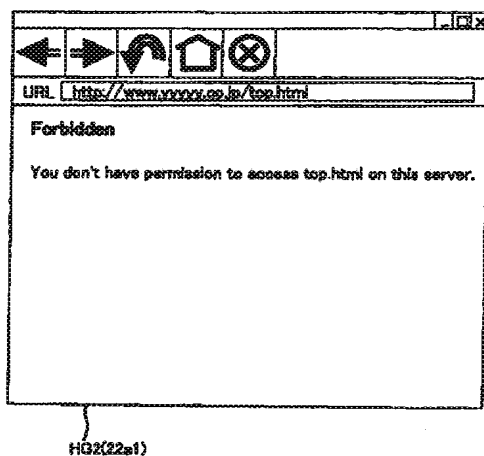 URL http://www.yyyyy.co.jp/top.html
Forbidden
You don't have permission to access top.html on this server.
HG2(22a1)